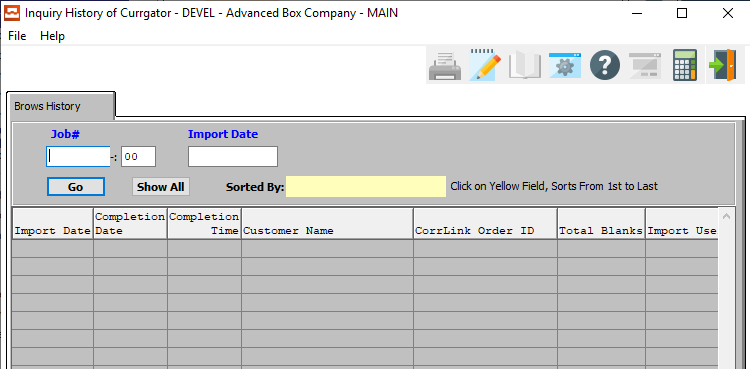 Inquiry History of Currgator - DEVEL - Advanced Box Company - MAIN
File Help
Brows History
Job# Import Date
-: 00
Go Show All Sorted By: Click on Yellow Field, Sorts From 1st to Last
Import Date Completion Date Completion Time Customer Name CorrLink Order ID Total Blanks Import Use